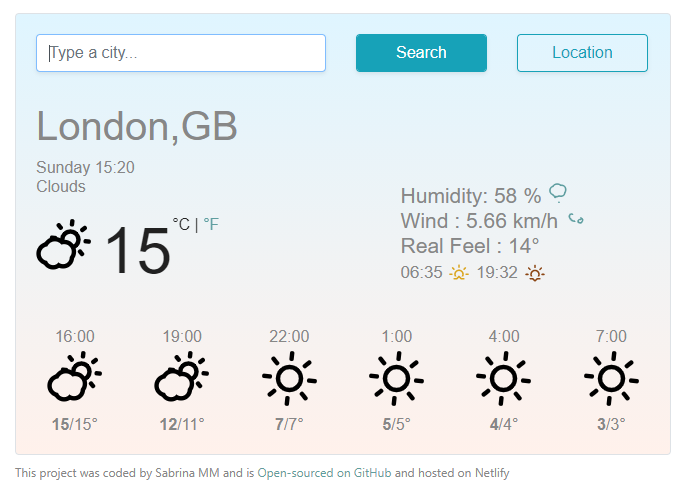 Type a city... Search Location
London,GB
Sunday 15:20
Clouds
15 °C | °F
Humidity: 58 %
Wind : 5.66 km/h
Real Feel : 14°
06:35 19:32
16:00 19:00 22:00 1:00 4:00 7:00
15/15° 12/11° 7/7° 5/5° 4/4° 3/3°
This project was coded by Sabrina MM and is Open-sourced on GitHub and hosted on Netlify